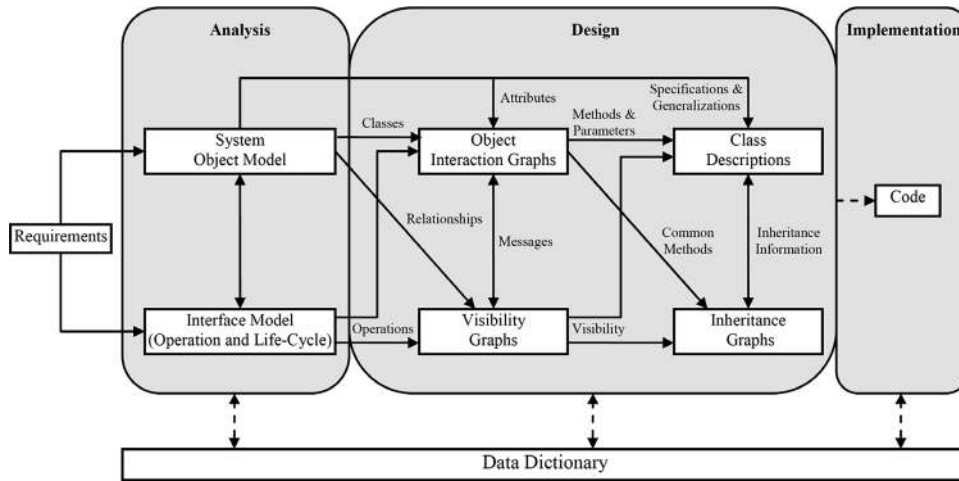 Analysis
Design
Implementation
Specifications &
Generalizations
Attributes
Methods &
Parameters
Classes
System
Object Model
Object
Interaction Graphs
Class
Descriptions
Code
Requirements
Relationships
Messages
Common
Methods
Inheritance
Information
Interface Model
(Operation and Life-Cycle)
Operations
Visibility
Graphs
Visibility
Inheritance
Graphs
Data Dictionary